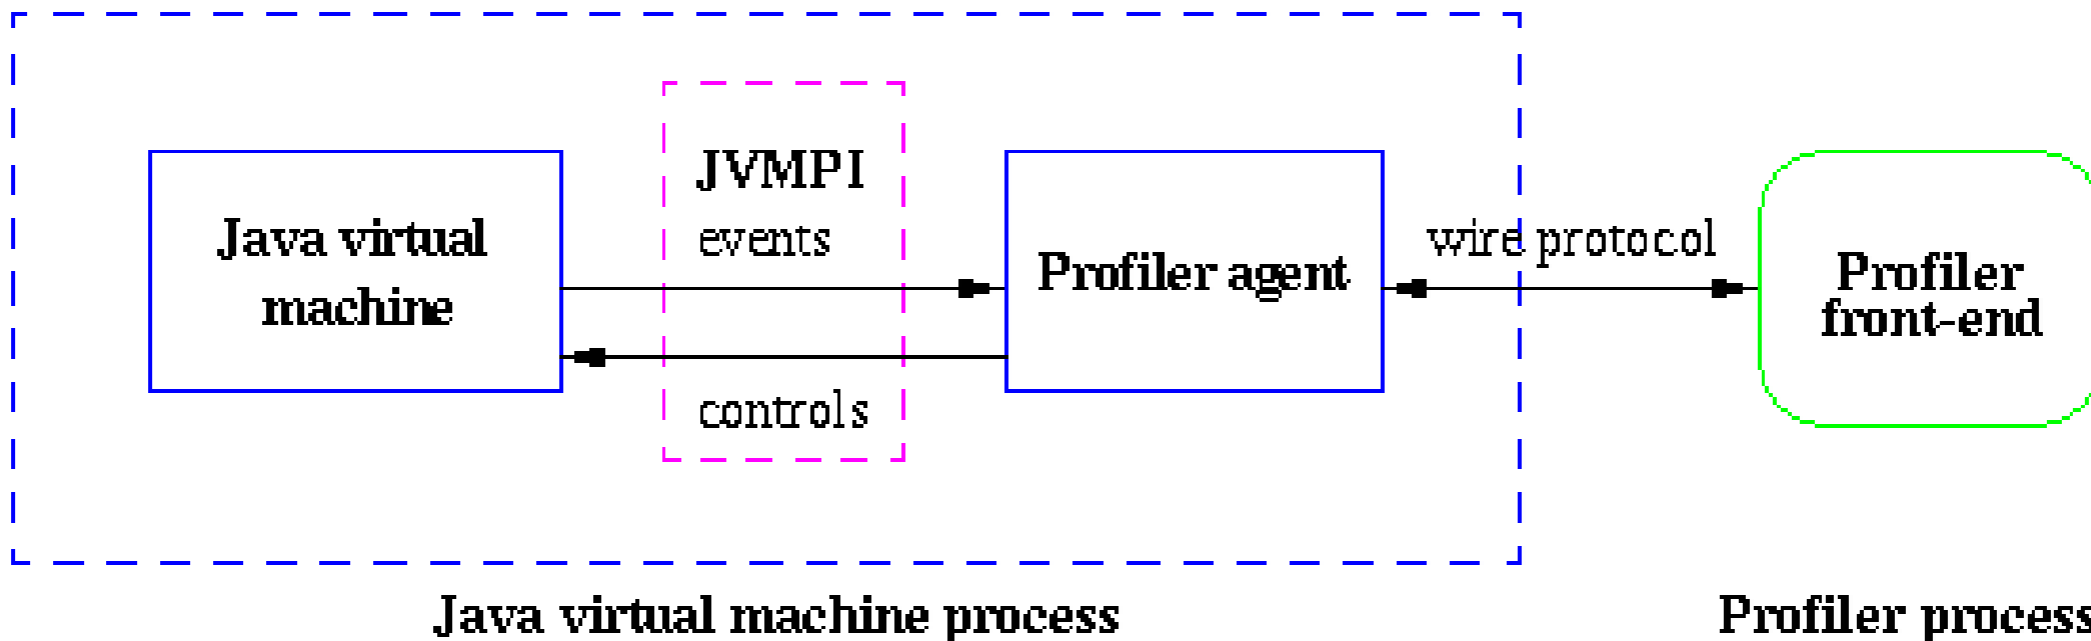 Java virtual
machine
JVMPI
events
controls
Profiler agent
wire protocol
Profiler
front-end
Java virtual machine process
Profiler process